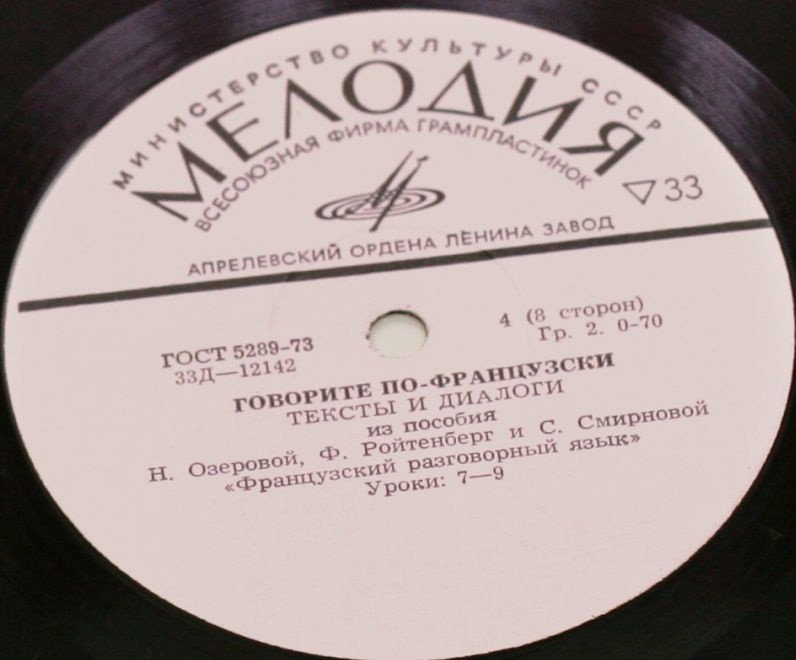 МИНИСТЕРСТВО КУЛЬТУРЫ СССР
МЕЛОДИЯ
ВСЕСОЮЗНАЯ ФИРМА ГРАМПЛАСТИНОК
33
АПРЕЛЕВСКИЙ ОРДЕНА ЛЕНИНА ЗАВОД
ГОСТ 5289-73
33Д—12142
4 (8 сторон)
Гр. 2. 0-70
ГОВОРИТЕ ПО-ФРАНЦУЗСКИ
ТЕКСТЫ И ДИАЛОГИ
из пособия
Н. Озеровой, Ф. Ройтенберг и С. Смирновой
«Французский разговорный язык»
Уроки: 7—9